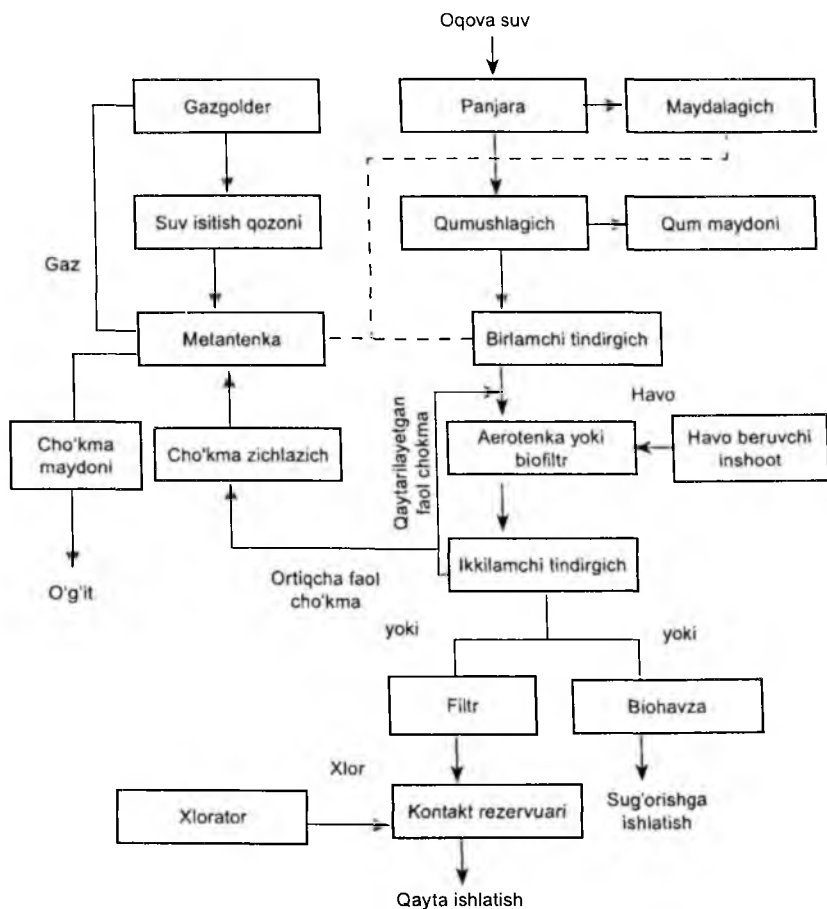 Oqova suv
Gazgolder
Panjara
Maydalagich
Suv isitish qozoni
Qumushlagich
Qum maydoni
Gaz
Metantenka
Birlamchi tindirgich
Havo
Cho'kma
maydoni
Cho'kma zichlazich
Qaytarilayetgan
faol chokma
Aerotenka yoki
biofiltr
Havo beruvchi
inshoot
O'g'it
Ortiqcha faol
cho'kma
Ikkilamchi tindirgich
yoki
yoki
Filtr
Biohavza
Xlor
Xlorator
Kontakt rezervuari
Sug'orishga
ishlatish
Qayta ishlatish